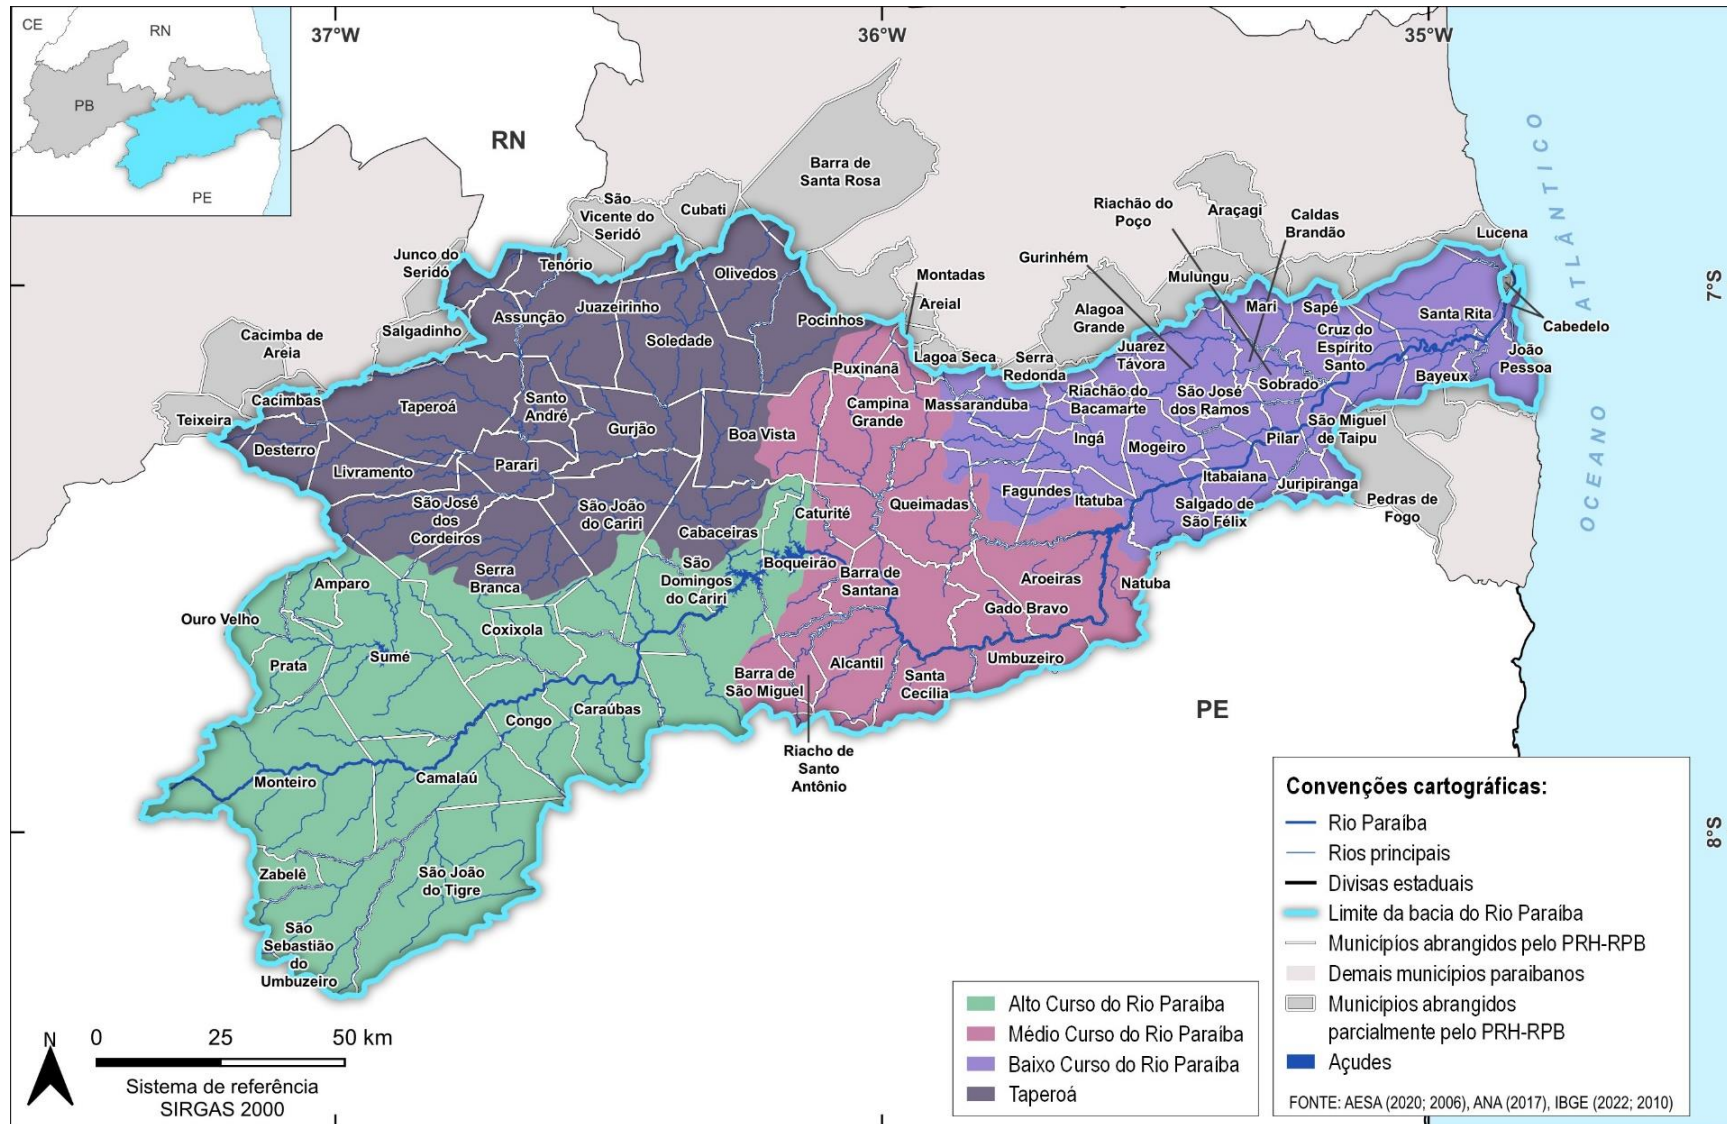 CE
RN
PB
PE
37°W
36°W
35°W
7°S
8°S
RN
PE
OCEANO ATLÂNTICO
Barra de
Santa Rosa
São
Vicente do
Seridó
Cubati
Junco do
Seridó
Tenório
Olivedos
Montadas
Areial
Gurinhém
Riachão do
Poço
Araçagi
Caldas
Brandão
Lucena
Mulungu
Alagoa
Grande
Mari
Sapé
Santa Rita
Cabedelo
João
Pessoa
Bayeux
Cruz do
Espírito
Santo
Sobrado
Juarez
Távora
Serra
Redonda
Lagoa Seca
Pocinhos
Puxinanã
Juazeirinho
Assunção
Soledade
Salgadinho
Cacimba de
Areia
Teixeira
Cacimbas
Desterro
Taperoá
Santo
André
Gurjão
Boa Vista
Campina
Grande
Massaranduba
Riachão do
Bacamarte
São José
dos Ramos
São Miguel
de Taipu
Pilar
Ingá
Mogeiro
Itabaiana
Juripiranga
Pedras de
Fogo
Salgado de
São Félix
Fagundes
Itatuba
Queimadas
Caturité
Livramento
Parari
São José
dos
Cordeiros
São João
do Cariri
Cabaceiras
São
Domingos
do Cariri
Boqueirão
Barra de
Santana
Aroeiras
Natuba
Gado Bravo
Umbuzeiro
Serra
Branca
Amparo
Ouro Velho
Prata
Sumé
Coxixola
Congo
Caraúbas
Barra de
São Miguel
Alcantil
Santa
Cecília
Riacho de
Santo
Antônio
Monteiro
Camalaú
Zabelê
São João
do Tigre
São
Sebastião
do
Umbuzeiro
N
0 25 50 km
Sistema de referência
SIRGAS 2000
Alto Curso do Rio Paraíba
Médio Curso do Rio Paraíba
Baixo Curso do Rio Paraíba
Taperoá
Convenções cartográficas:
Rio Paraíba
Rios principais
Divisas estaduais
Limite da bacia do Rio Paraíba
Municípios abrangidos pelo PRH-RPB
Demais municípios paraibanos
Municípios abrangidos
parcialmente pelo PRH-RPB
Açudes
FONTE: AESA (2020; 2006), ANA (2017), IBGE (2022; 2010)